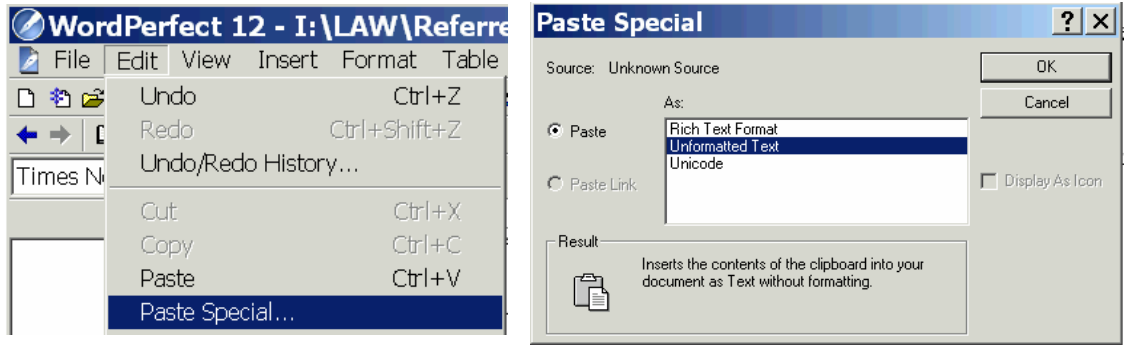 WordPerfect 12 - I:\LAW\Referre
File Edit View Insert Format Table
Times N
Undo Ctrl+Z
Redo Ctrl+Shift+Z
Undo/Redo History...
Cut Ctrl+X
Copy Ctrl+C
Paste Ctrl+V
Paste Special...
Paste Special
Source: Unknown Source
OK
Cancel
As:
Paste
Rich Text Format
Unformatted Text
Unicode
Paste Link
Display As Icon
Result
Inserts the contents of the clipboard into your
document as Text without formatting.